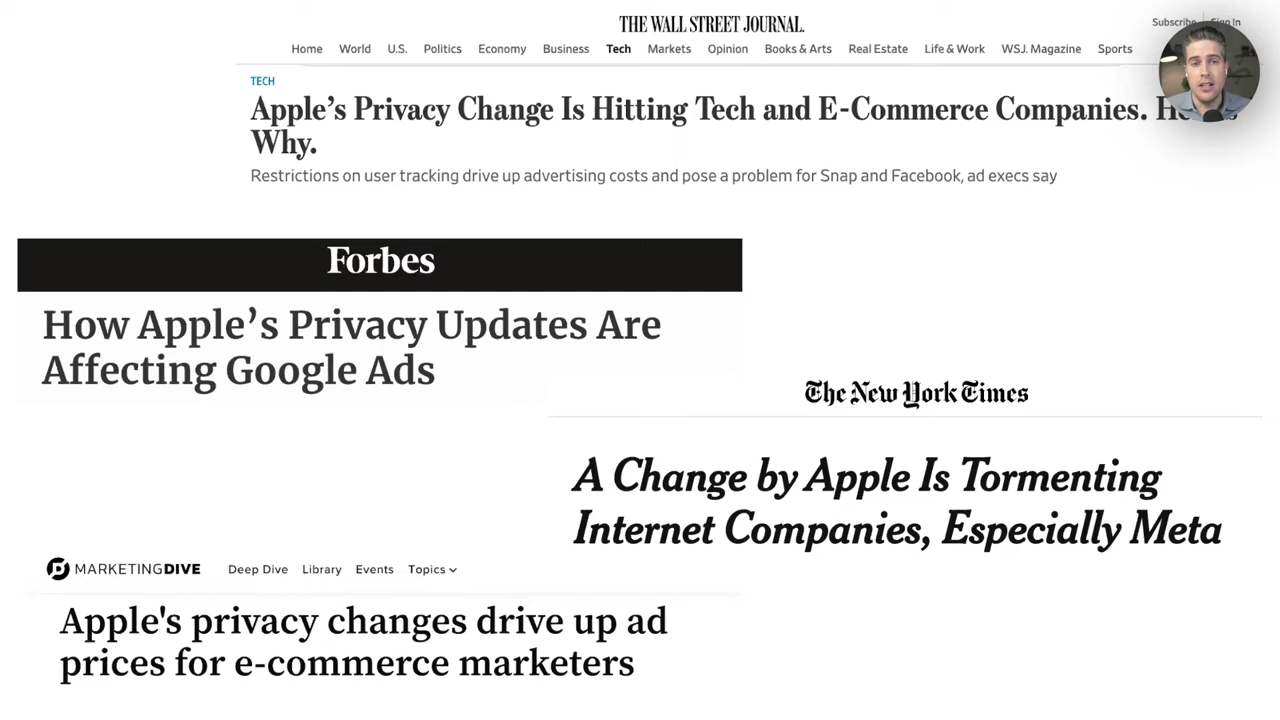 THE WALL STREET JOURNAL.
Subscribe Sign In
Home World U.S. Politics Economy Business Tech Markets Opinion Books & Arts Real Estate Life & Work WSJ. Magazine Sports
TECH
Apple’s Privacy Change Is Hitting Tech and E-Commerce Companies.
Why.
Restrictions on user tracking drive up advertising costs and pose a problem for Snap and Facebook, ad execs say
Forbes
How Apple’s Privacy Updates Are
Affecting Google Ads
The New York Times
A Change by Apple Is Tormenting
Internet Companies, Especially Meta
MARKETINGDIVE Deep Dive Library Events Topics
Apple's privacy changes drive up ad
prices for e-commerce marketers